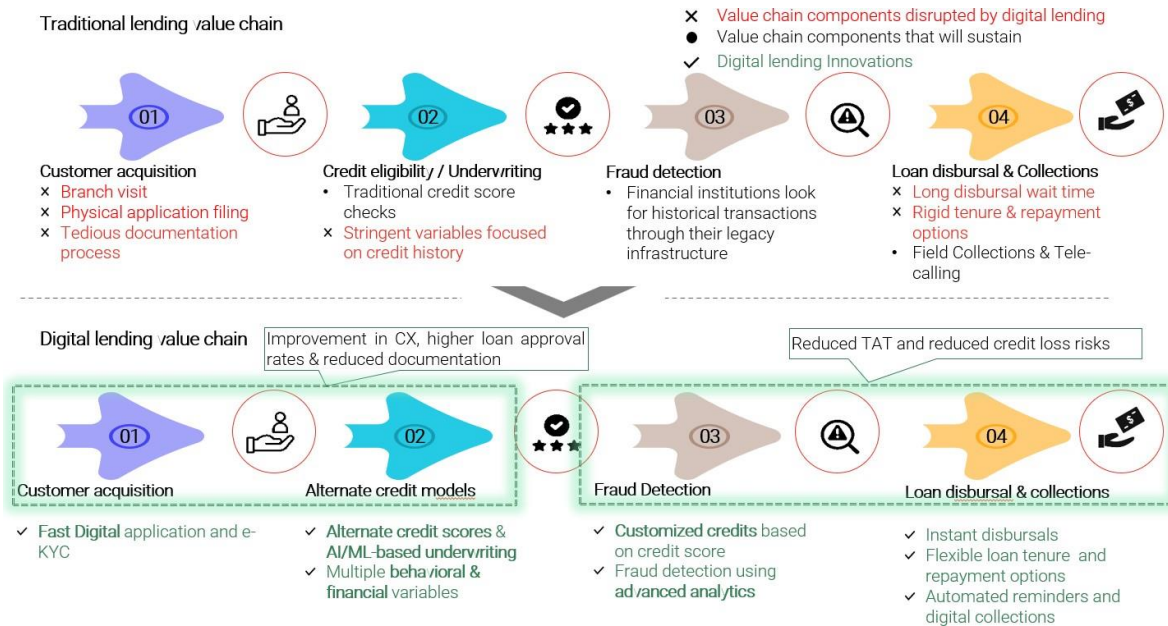 Traditional lending value chain
× Value chain components disrupted by digital lending
● Value chain components that will sustain
✓ Digital lending Innovations
01
02
03
04
Customer acquisition
× Branch visit
× Physical application filing
× Tedious documentation
process
Credit eligibility / Underwriting
• Traditional credit score
checks
× Stringent variables focused
on credit history
Fraud detection
• Financial institutions look
for historical transactions
through their legacy
infrastructure
Loan disbursal & Collections
× Long disbursal wait time
× Rigid tenure & repayment
options
• Field Collections & Tele-
calling
Digital lending value chain
Improvement in CX, higher loan approval
rates & reduced documentation
Reduced TAT and reduced credit loss risks
01
02
03
04
$
$
Customer acquisition
✓ Fast Digital application and e-
KYC
Alternate credit models
✓ Alternate credit scores &
AI/ML-based underwriting
✓ Multiple behavioral &
financial variables
Fraud Detection
✓ Customized credits based
on credit score
✓ Fraud detection using
advanced analytics
Loan disbursal & collections
✓ Instant disbursals
✓ Flexible loan tenure and
repayment options
✓ Automated reminders and
digital collections